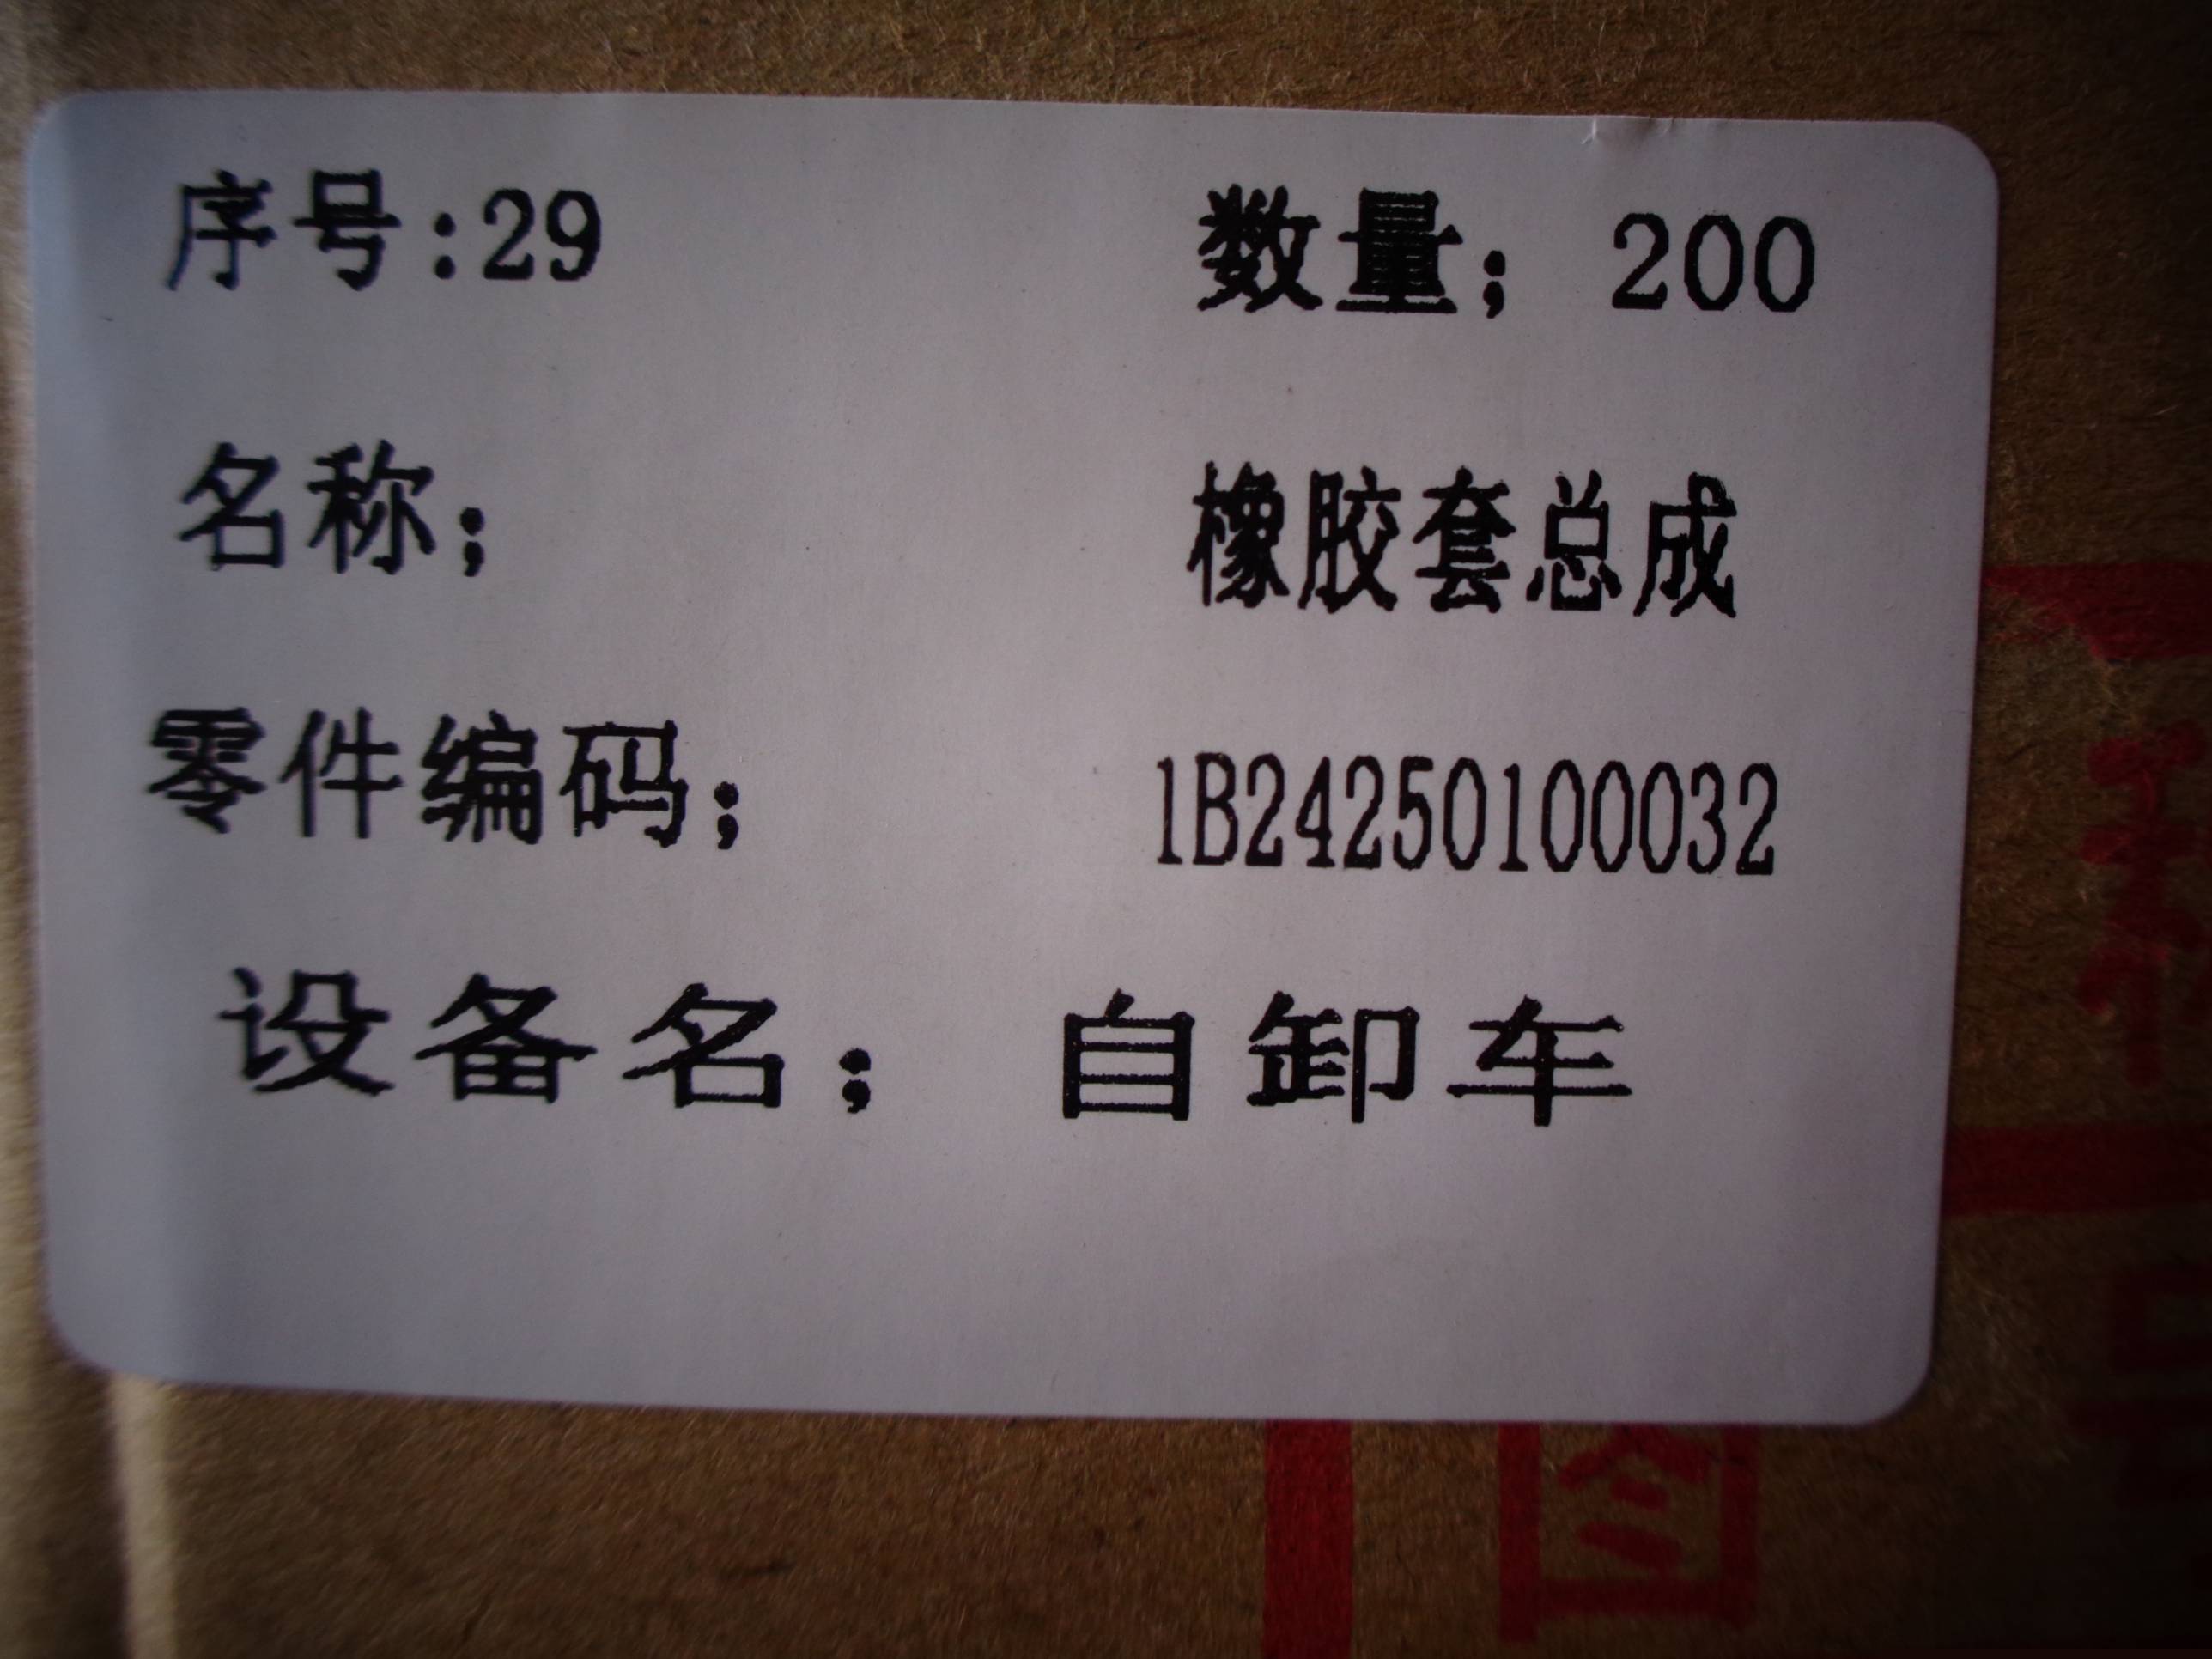 序号:29 数量；200
名称； 橡胶套总成
零件编码； 1B24250100032
设备名； 自卸车
图